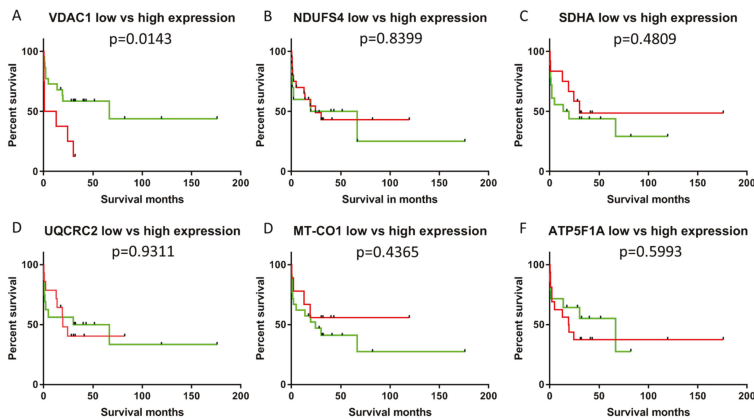 A
VDAC1 low vs high expression
p=0.0143
Percent survival
100
50
0
0 50 100 150 200
Survival months
B
NDUFS4 low vs high expression
p=0.8399
Percent survival
100
50
0
0 50 100 150 200
Survival in months
C
SDHA low vs high expression
p=0.4809
Percent survival
100
50
0
0 50 100 150 200
Survival months
D
UQCRC2 low vs high expression
p=0.9311
Percent survival
100
50
0
0 50 100 150 200
Survival months
D
MT-CO1 low vs high expression
p=0.4365
Percent survival
100
50
0
0 50 100 150 200
Survival months
F
ATP5F1A low vs high expression
p=0.5993
Percent survival
100
50
0
0 50 100 150 200
Survival months